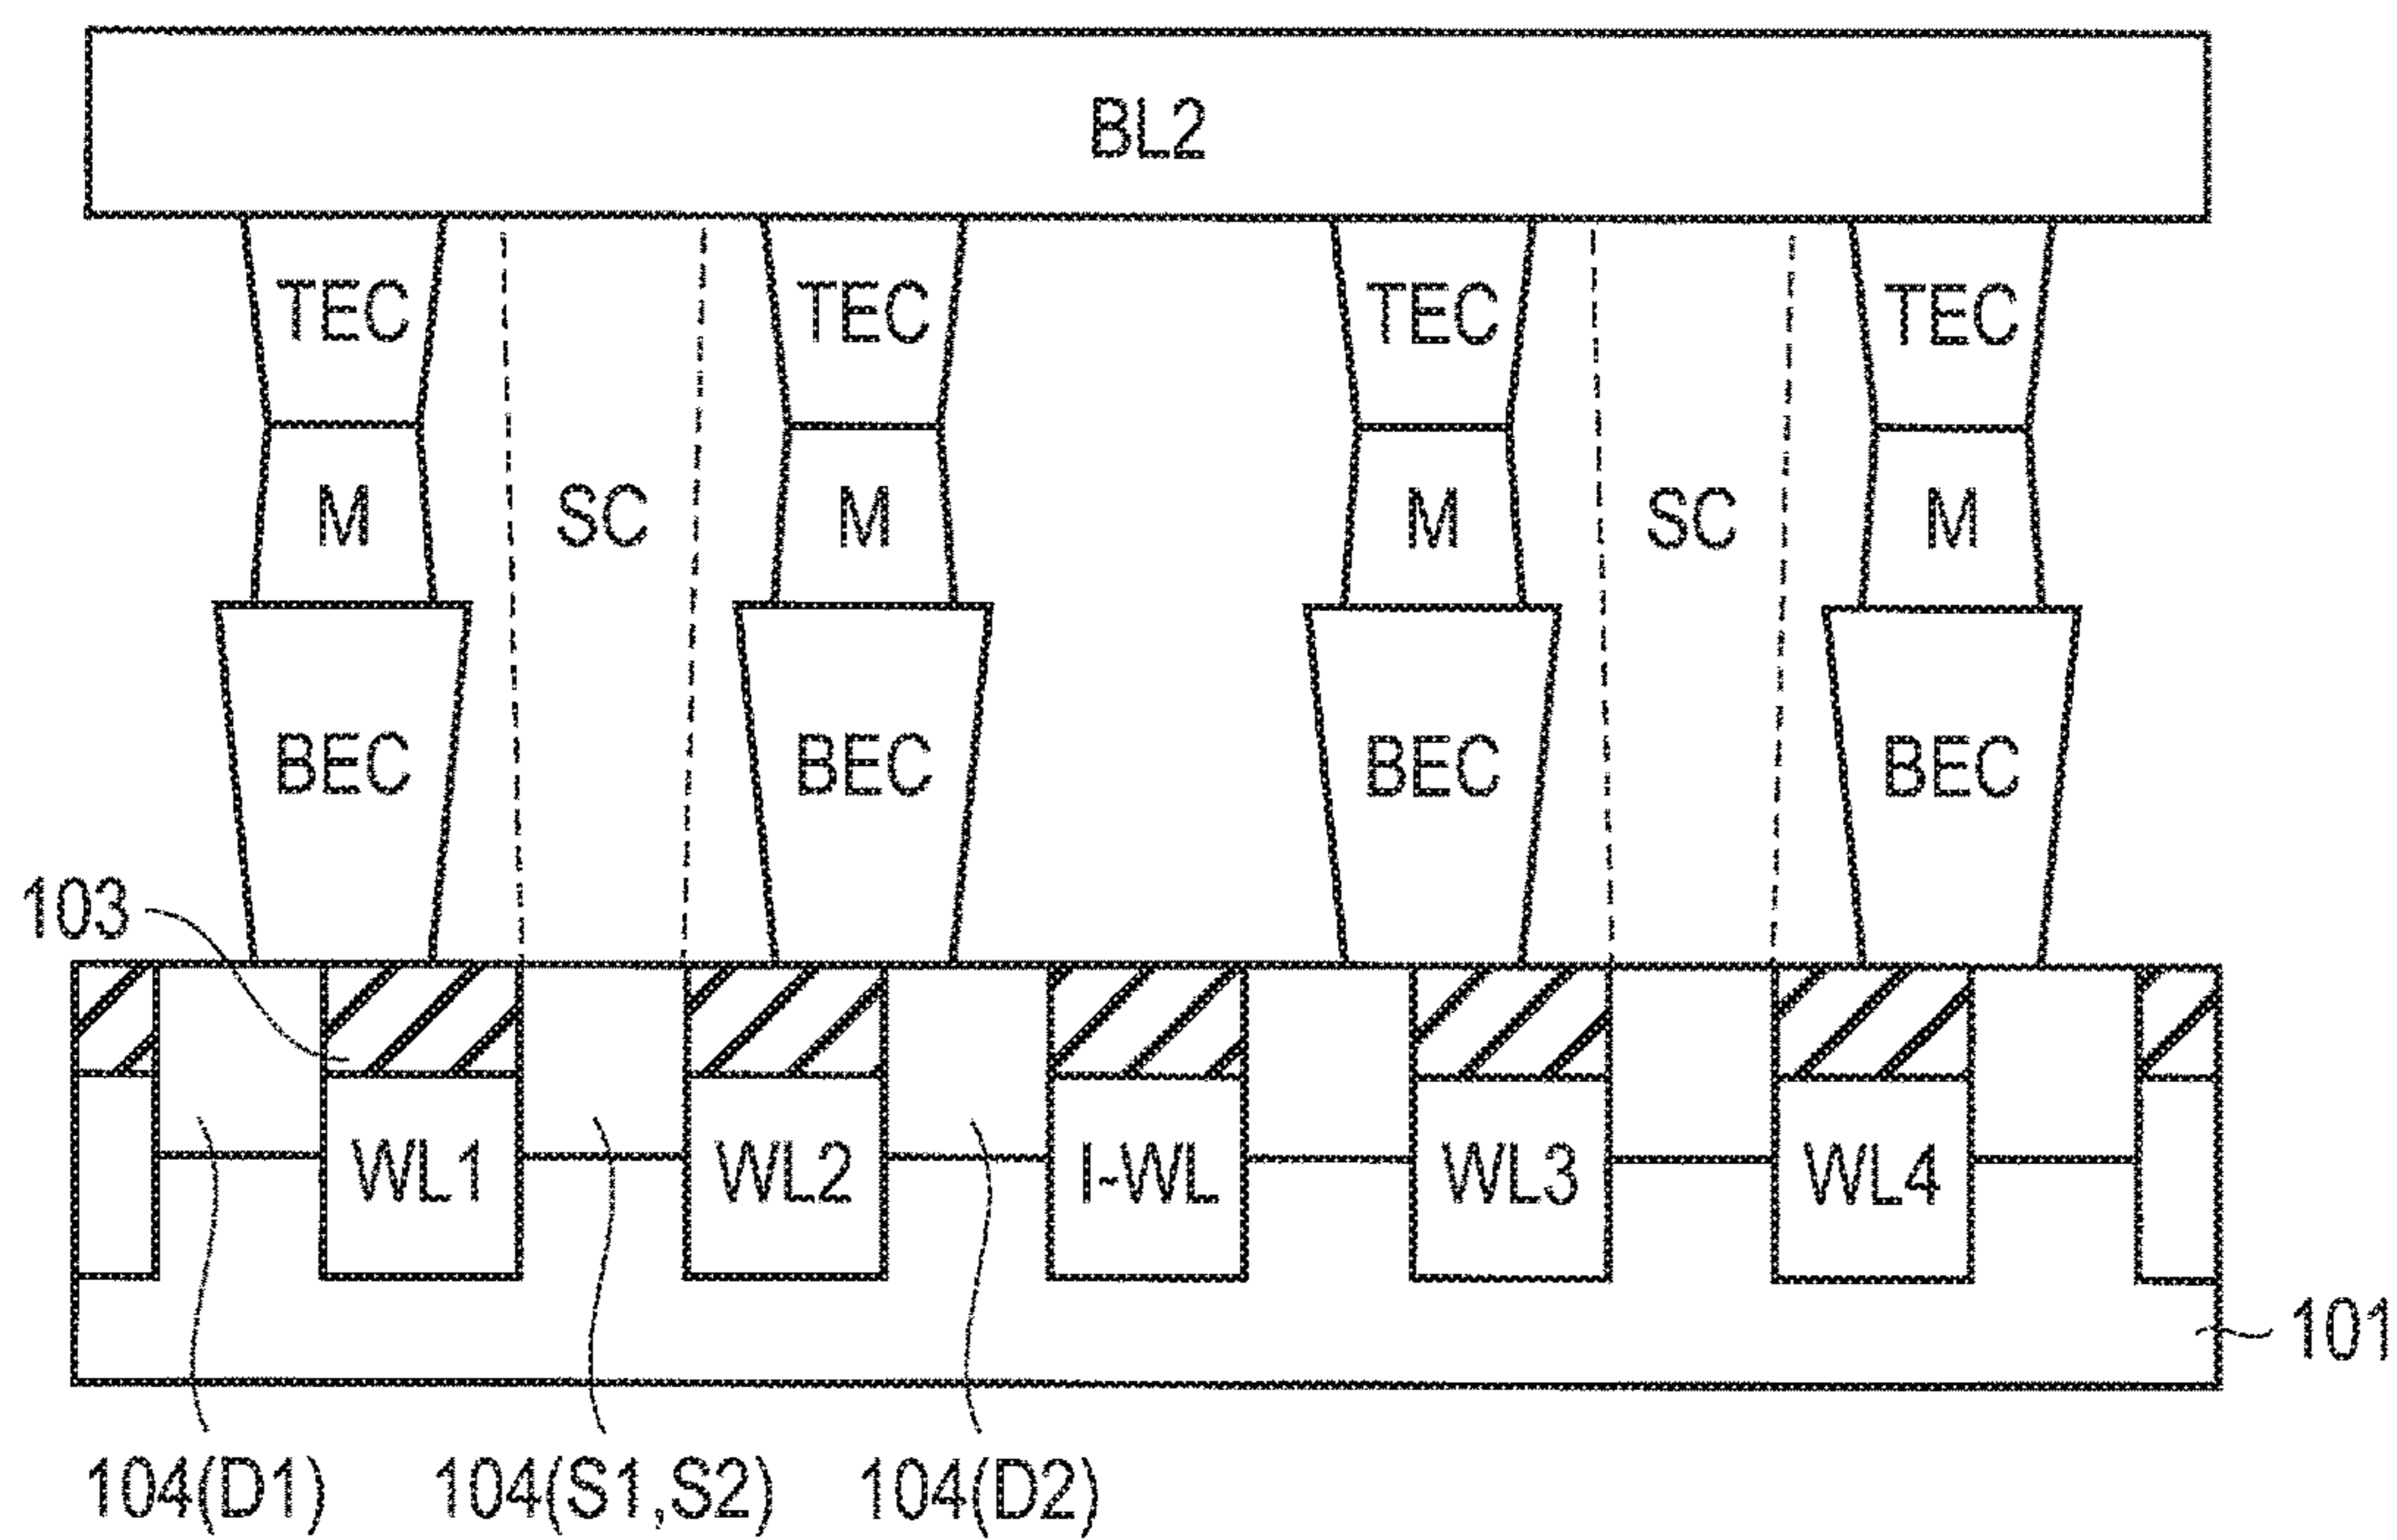 BL2
TEC TEC TEC TEC
M SC M M SC M
BEC BEC BEC BEC
103
WL1 WL2 I~WL WL3 WL4
101
104(D1) 104(S1,S2) 104(D2)